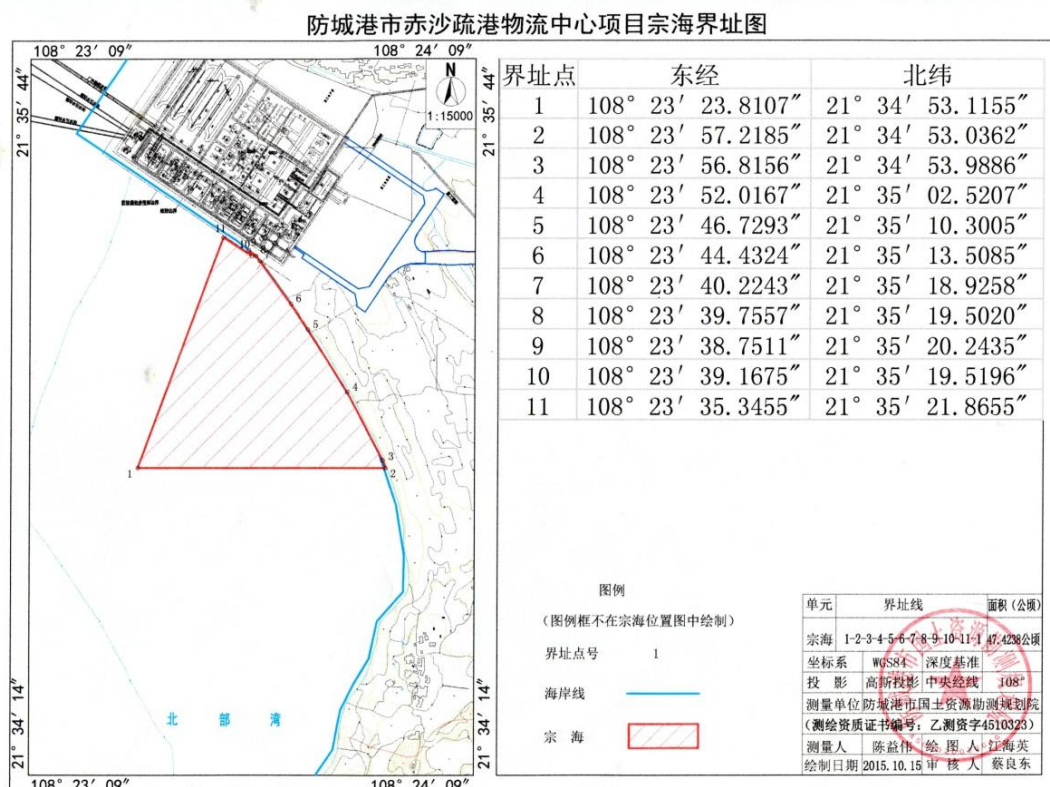 防城港市赤沙疏港物流中心项目宗海界址图
108° 23′ 09″ 108° 24′ 09″
21° 35′ 44″ 21° 35′ 44″
N
1:15000
11
10
6
5
4
3
2
1
北部湾
21° 34′ 14″ 21° 34′ 14″
108° 23′ 09″ 108° 24′ 09″
界址点 东经 北纬
1 108° 23′ 23.8107″ 21° 34′ 53.1155″
2 108° 23′ 57.2185″ 21° 34′ 53.0362″
3 108° 23′ 56.8156″ 21° 34′ 53.9886″
4 108° 23′ 52.0167″ 21° 35′ 02.5207″
5 108° 23′ 46.7293″ 21° 35′ 10.3005″
6 108° 23′ 44.4324″ 21° 35′ 13.5085″
7 108° 23′ 40.2243″ 21° 35′ 18.9258″
8 108° 23′ 39.7557″ 21° 35′ 19.5020″
9 108° 23′ 38.7511″ 21° 35′ 20.2435″
10 108° 23′ 39.1675″ 21° 35′ 19.5196″
11 108° 23′ 35.3455″ 21° 35′ 21.8655″
图例
（图例框不在宗海位置图中绘制）
界址点号 1
海岸线
宗海
单元 界址线 面积（公顷）
宗海 1-2-3-4-5-6-7-8-9-10-11-1 47.4238公顷
坐标系 WGS84 深度基准
投影 高斯投影 中央经线 108°
测量单位 防城港市国土资源勘测规划院
（测绘资质证书编号：乙测资字4510323）
测量人 陈益伟 绘图人 江海英
绘制日期 2015.10.15 审核人 蔡良东